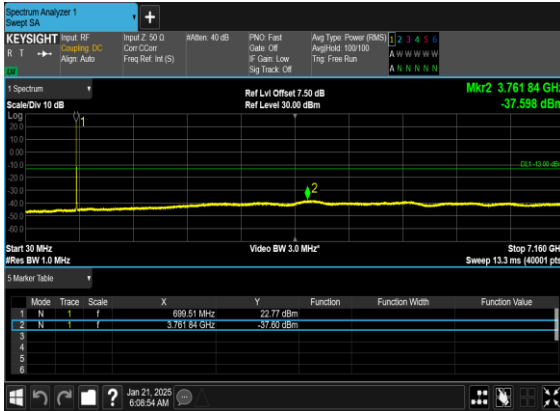 Spectrum Analyzer 1
Swept SA
+
KEYSIGHT
R T
LXI
Input: RF
Coupling: DC
Align: Auto
Input Z: 50 Ω
Corr CCorr
Freq Ref: Int (S)
#Atten: 40 dB
PNO: Fast
Gate: Off
IF Gain: Low
Sig Track: Off
Avg Type: Power (RMS)
Avg|Hold: 100/100
Trig: Free Run
1 2 3 4 5 6
A W W W W W
A N N N N N
1 Spectrum
Scale/Div 10 dB
Ref Lvl Offset 7.50 dB
Ref Level 30.00 dBm
Mkr2 3.761 84 GHz
-37.598 dBm
Log
20.0
10.0
0.00
-10.0
-20.0
-30.0
-40.0
-50.0
-60.0
1
2
DL1 -13.00 dBm
Start 30 MHz
#Res BW 1.0 MHz
Video BW 3.0 MHz*
Stop 7.160 GHz
Sweep 13.3 ms (40001 pts)
5 Marker Table
Mode Trace Scale X Y Function Function Width Function Value
1 N 1 f 699.51 MHz 22.77 dBm
2 N 1 f 3.761 84 GHz -37.60 dBm
3
4
5
6
?
Jan 21, 2025
6:08:54 AM